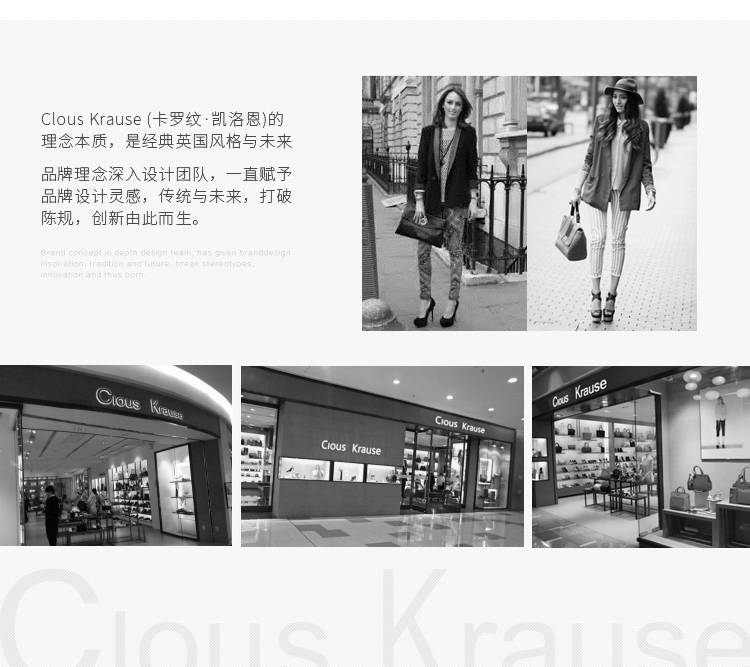 Clous Krause (卡罗纹·凯洛恩)的
理念本质，是经典英国风格与未来
品牌理念深入设计团队，一直赋予
品牌设计灵感，传统与未来，打破
陈规，创新由此而生。
Brand concept in depth design team, has given branddesign
insoiration, tradition and future, break stereotypes,
innovation and thus born.
Clous Krause
Clous Krause
Clous Krause
Clous Krause
Clous Krause